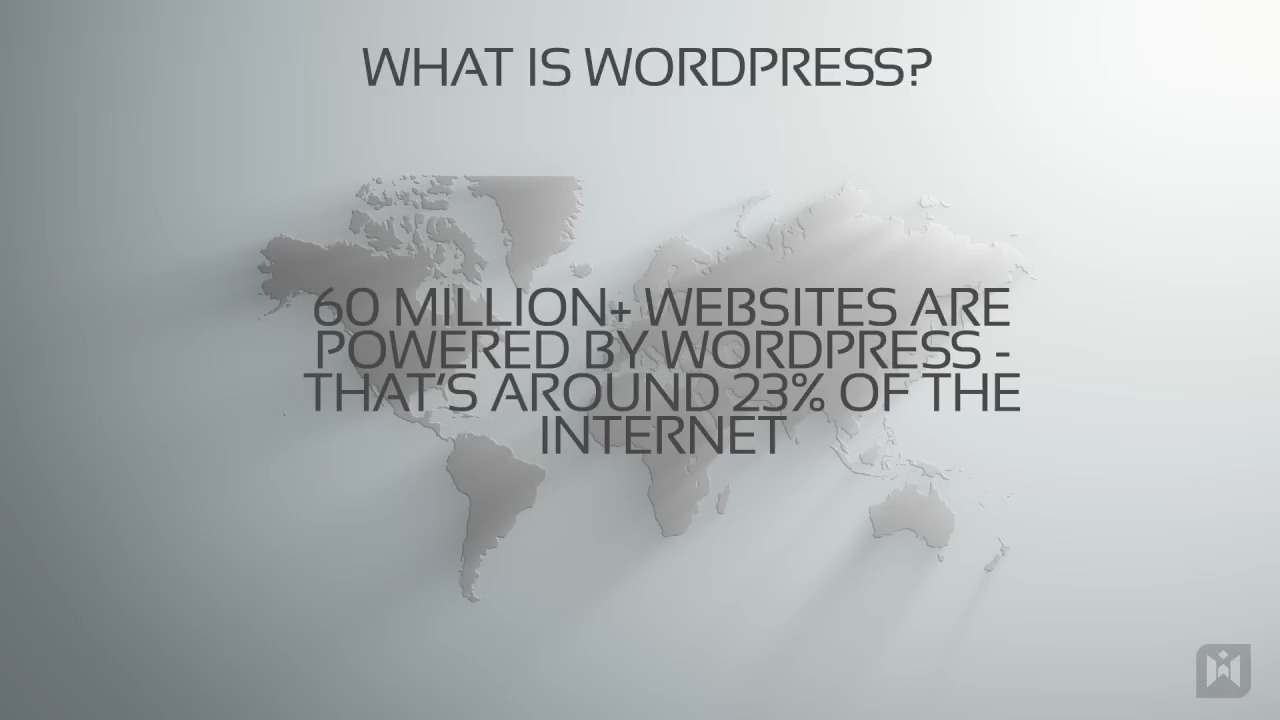 WHAT IS WORDPRESS?
60 MILLION+ WEBSITES ARE
POWERED BY WORDPRESS -
THAT'S AROUND 23% OF THE
INTERNET